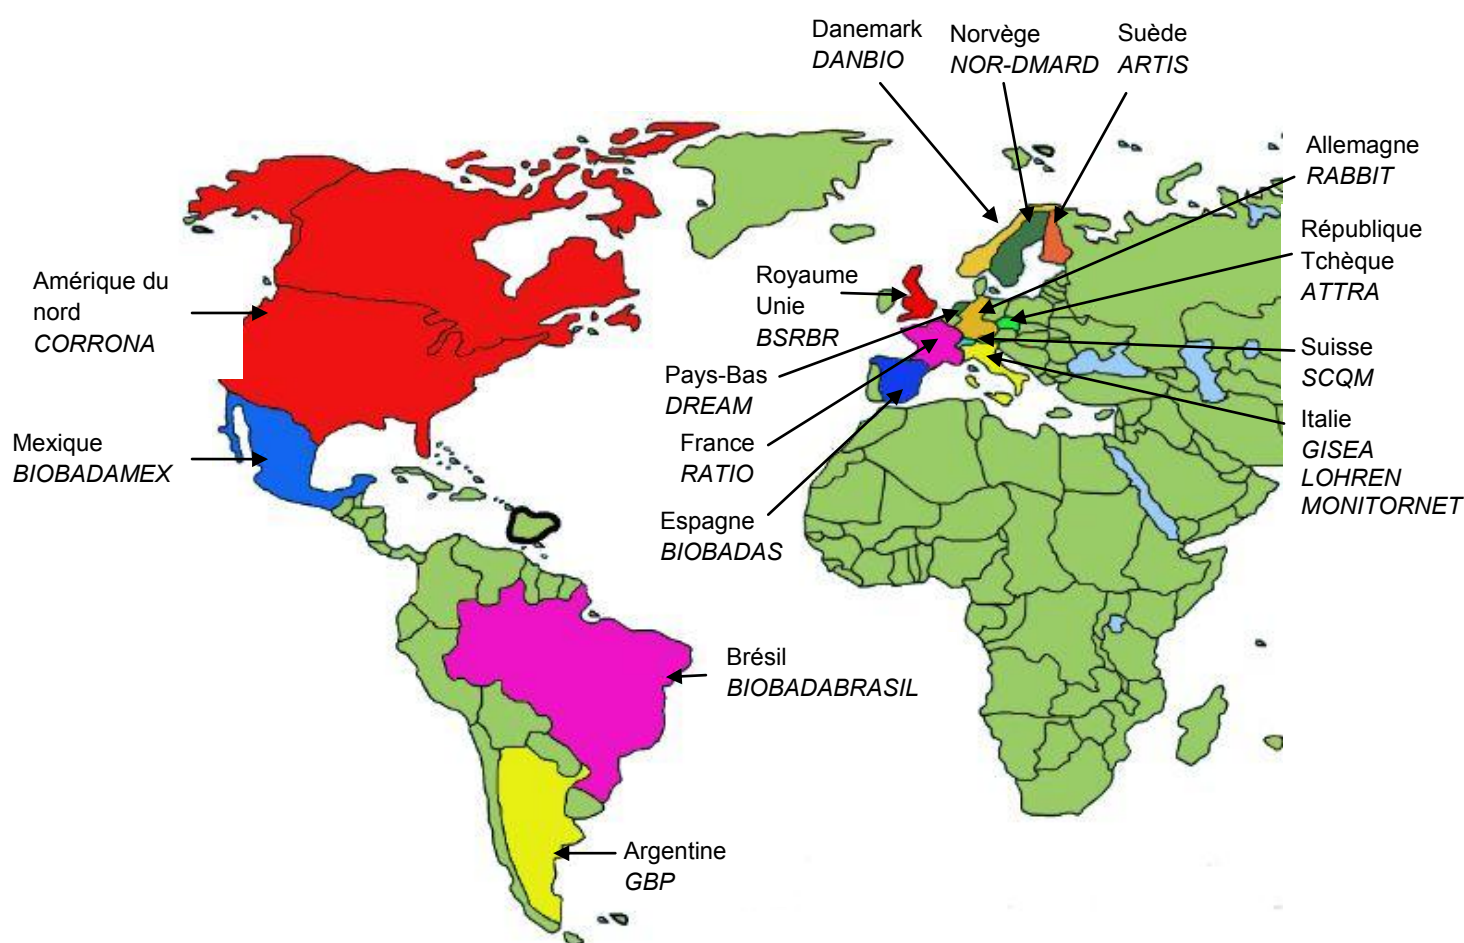 Danemark
DANBIO
Norvège
NOR-DMARD
Suède
ARTIS
Allemagne
RABBIT
République
Tchèque
ATTRA
Royaume
Unie
BSRBR
Amérique du
nord
CORRONA
Suisse
SCQM
Pays-Bas
DREAM
Italie
GISEA
LOHREN
MONITORNET
Mexique
BIOBADAMEX
France
RATIO
Espagne
BIOBADAS
Brésil
BIOBADABRASIL
Argentine
GBP